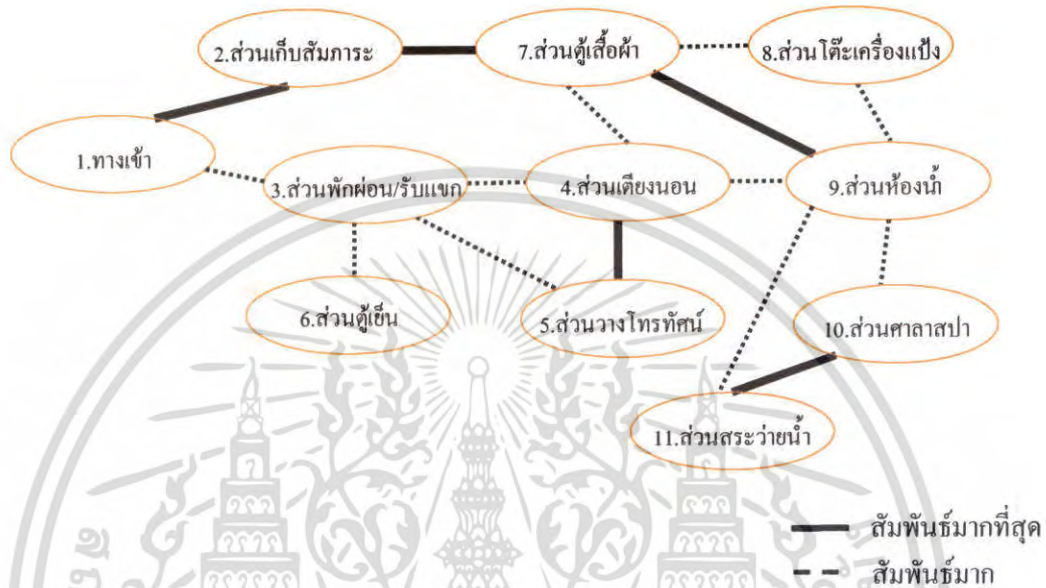 2.ส่วนเก็บสัมภาระ
7.ส่วนตู้เสื้อผ้า
8.ส่วนโต๊ะเครื่องแป้ง
1.ทางเข้า
3.ส่วนพักผ่อน/รับแขก
4.ส่วนเตียงนอน
9.ส่วนห้องน้ำ
6.ส่วนตู้เย็น
5.ส่วนวางโทรทัศน์
10.ส่วนศาลาสปา
11.ส่วนสระว่ายน้ำ
สัมพันธ์มากที่สุด
สัมพันธ์มาก